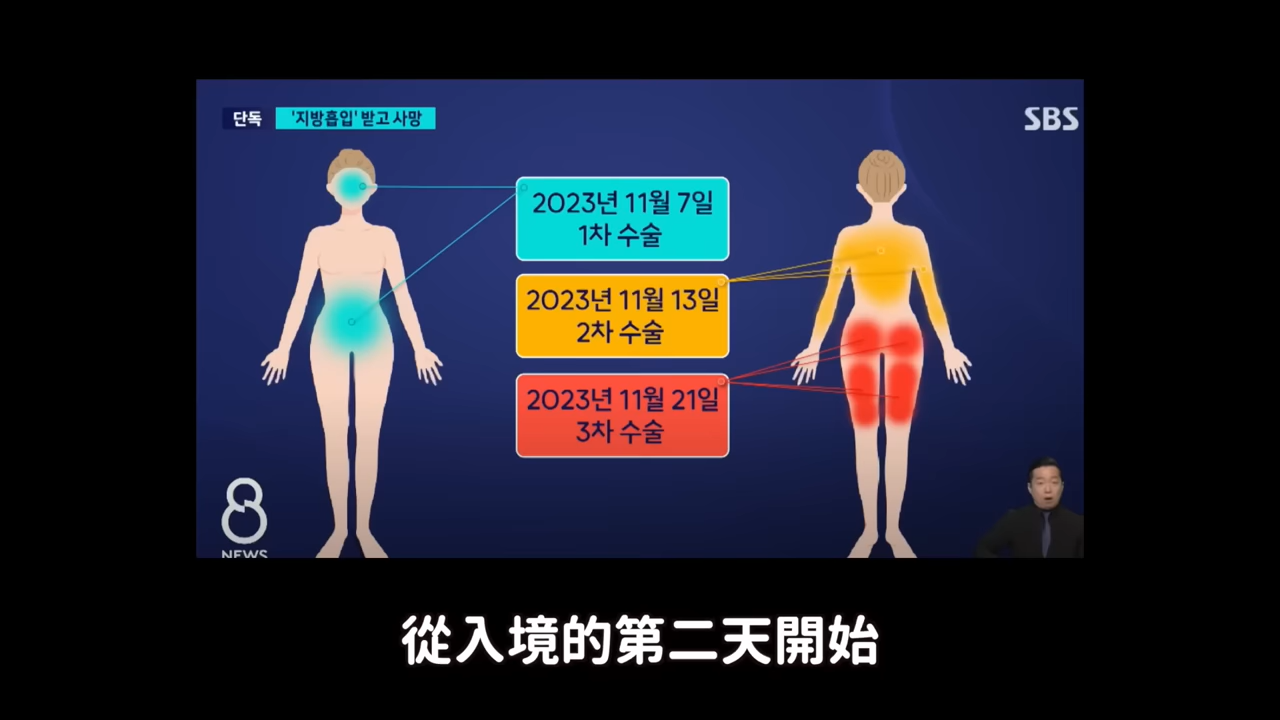 단독 '지방흡입' 받고 사망
SBS
2023년 11월 7일
1차 수술
2023년 11월 13일
2차 수술
2023년 11월 21일
3차 수술
8
NEWS
從入境的第二天開始